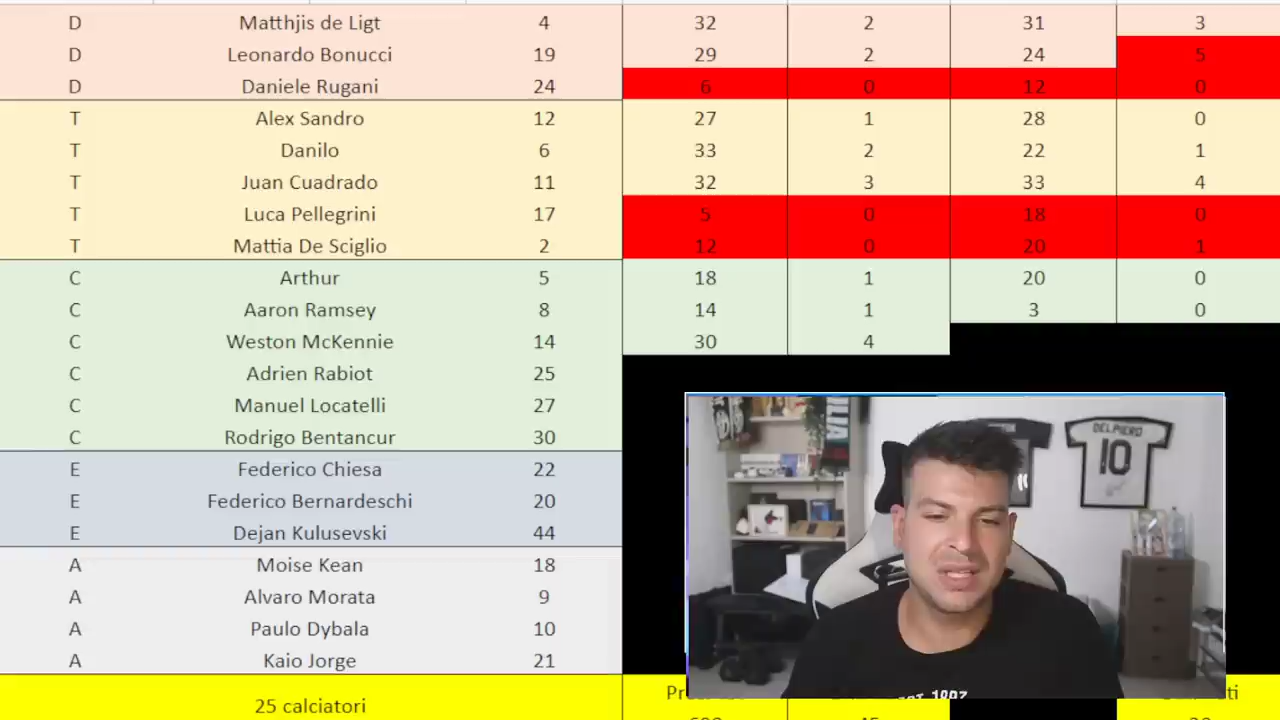 D Matthjis de Ligt 4 32 2 31 3
D Leonardo Bonucci 19 29 2 24 5
D Daniele Rugani 24 6 0 12 0
T Alex Sandro 12 27 1 28 0
T Danilo 6 33 2 22 1
T Juan Cuadrado 11 32 3 33 4
T Luca Pellegrini 17 5 0 18 0
T Mattia De Sciglio 2 12 0 20 1
C Arthur 5 18 1 20 0
C Aaron Ramsey 8 14 1 3 0
C Weston McKennie 14 30 4
C Adrien Rabiot 25
C Manuel Locatelli 27
C Rodrigo Bentancur 30
E Federico Chiesa 22
E Federico Bernardeschi 20
E Dejan Kulusevski 44
A Moise Kean 18
A Alvaro Morata 9
A Paulo Dybala 10
A Kaio Jorge 21
25 calciatori
DEL PIERO
10